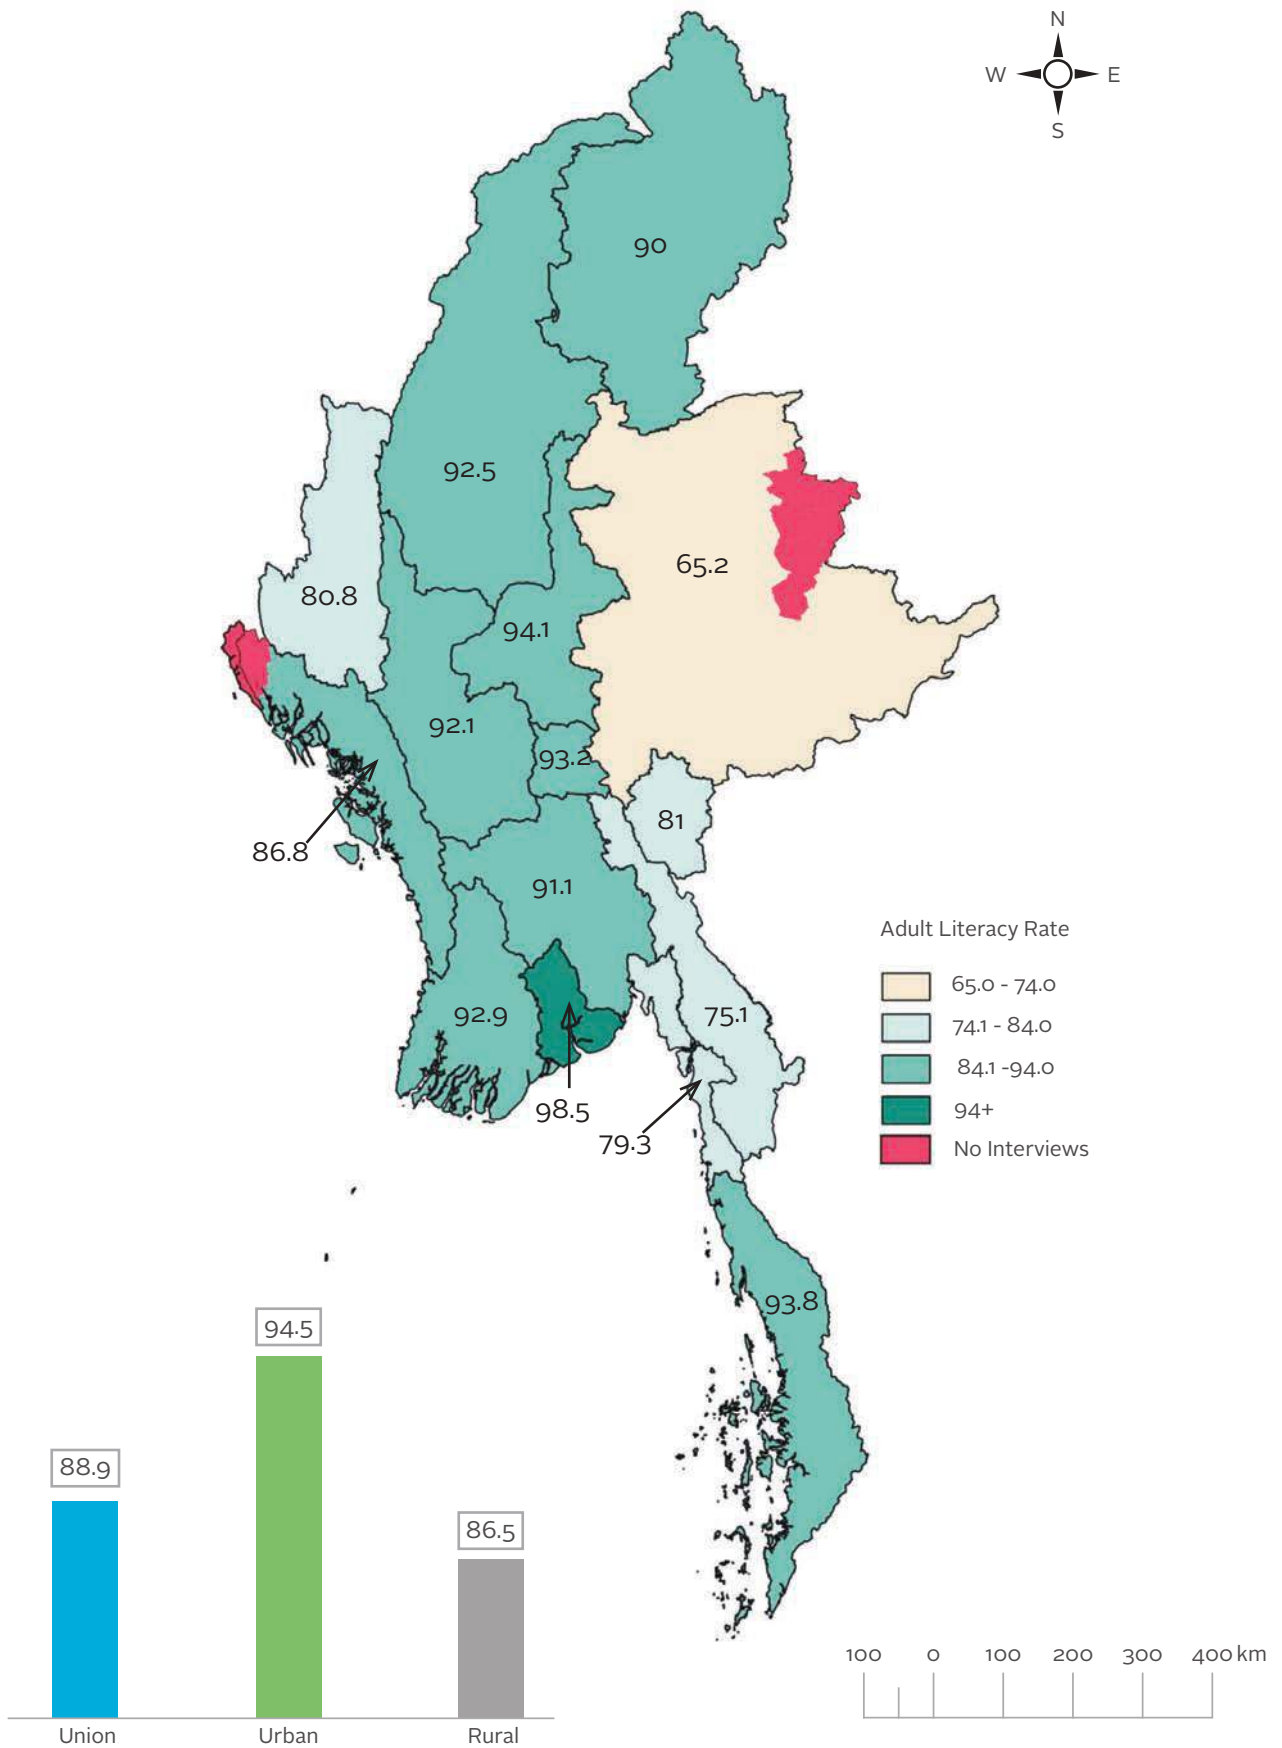 N
W E
S
90
92.5
65.2
80.8
94.1
92.1
93.2
81
86.8
91.1
Adult Literacy Rate
65.0 - 74.0
74.1 - 84.0
84.1 -94.0
94+
No Interviews
92.9
75.1
98.5
79.3
93.8
94.5
88.9
86.5
100 0 100 200 300 400 km
Union Urban Rural